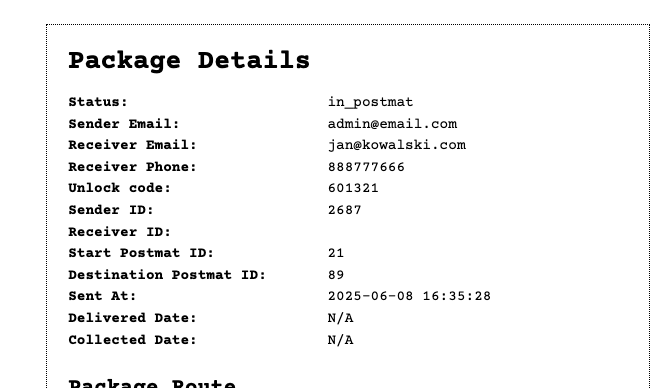 Package Details
Status: in_postmat
Sender Email: admin@email.com
Receiver Email: jan@kowalski.com
Receiver Phone: 888777666
Unlock code: 601321
Sender ID: 2687
Receiver ID:
Start Postmat ID: 21
Destination Postmat ID: 89
Sent At: 2025-06-08 16:35:28
Delivered Date: N/A
Collected Date: N/A
Package Route